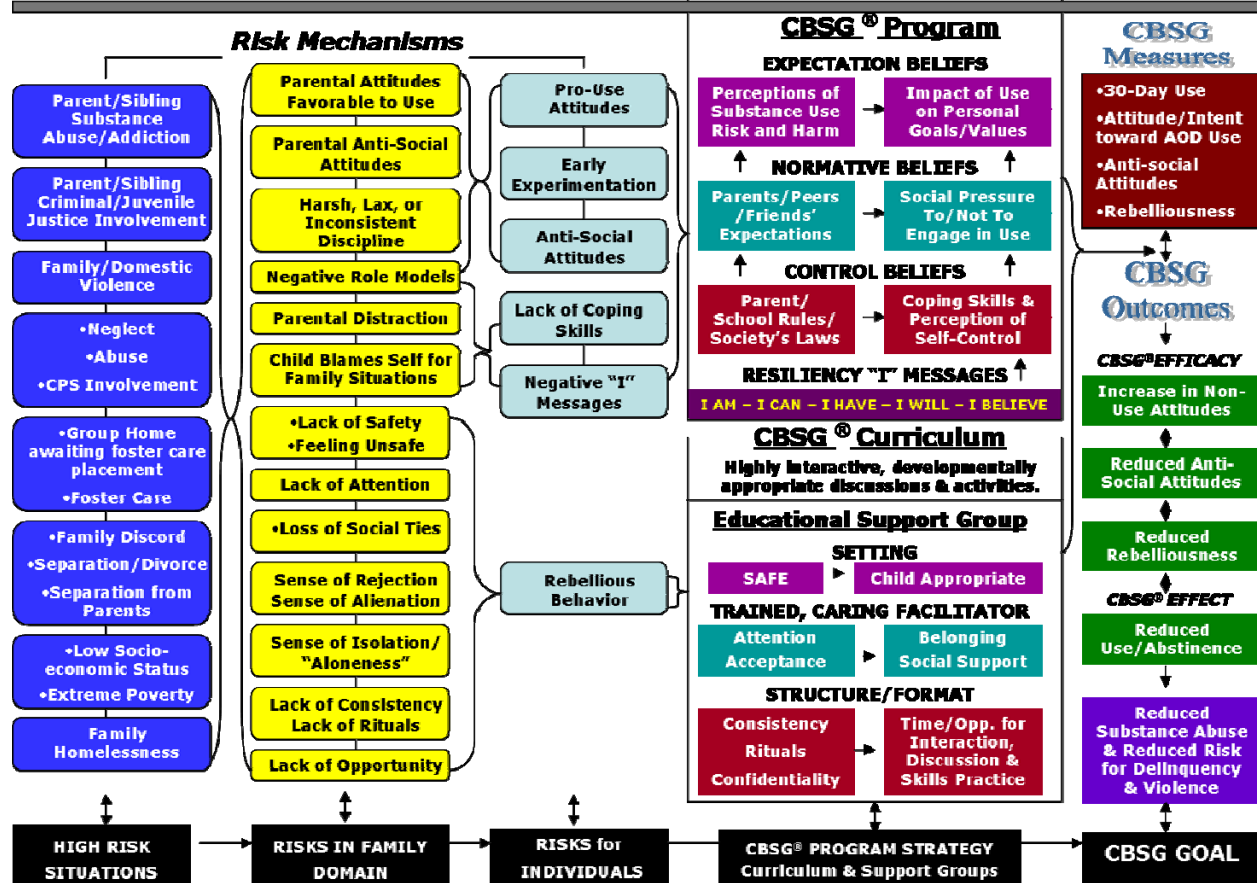 Risk Mechanisms
Parent/Sibling
Substance
Abuse/Addiction
Parent/Sibling
Criminal/Juvenile
Justice Involvement
Family/Domestic
Violence
•Neglect
•Abuse
•CPS Involvement
•Group Home
awaiting foster care
placement
•Foster Care
•Family Discord
•Separation/Divorce
•Separation from
Parents
•Low Socio-
economic Status
•Extreme Poverty
Family
Homelessness
Parental Attitudes
Favorable to Use
Parental Anti-Social
Attitudes
Harsh, Lax, or
Inconsistent
Discipline
Negative Role Models
Parental Distraction
Child Blames Self for
Family Situations
•Lack of Safety
•Feeling Unsafe
Lack of Attention
•Loss of Social Ties
Sense of Rejection
Sense of Alienation
Sense of Isolation/
“Aloneness”
Lack of Consistency
Lack of Rituals
Lack of Opportunity
Pro-Use
Attitudes
Early
Experimentation
Anti-Social
Attitudes
Lack of Coping
Skills
Negative “I”
Messages
Rebellious
Behavior
CBSG ® Program
EXPECTATION BELIEFS
Perceptions of
Substance Use
Risk and Harm
Impact of Use
on Personal
Goals/Values
NORMATIVE BELIEFS
Parents/Peers
/Friends’
Expectations
Social Pressure
To/Not To
Engage in Use
CONTROL BELIEFS
Parent/
School Rules/
Society’s Laws
Coping Skills &
Perception of
Self-Control
RESILIENCY “I” MESSAGES
I AM – I CAN – I HAVE – I WILL – I BELIEVE
CBSG ® Curriculum
Highly interactive, developmentally
appropriate discussions & activities.
Educational Support Group
SETTING
SAFE
Child Appropriate
TRAINED, CARING FACILITATOR
Attention
Acceptance
Belonging
Social Support
STRUCTURE/FORMAT
Consistency
Rituals
Confidentiality
Time/Opp. for
Interaction,
Discussion &
Skills Practice
CBSG
Measures
•30-Day Use
•Attitude/Intent
toward AOD Use
•Anti-social
Attitudes
•Rebelliousness
CBSG
Outcomes
CBSG®EFFICACY
Increase in Non-
Use Attitudes
Reduced Anti-
Social Attitudes
Reduced
Rebelliousness
CBSG® EFFECT
Reduced
Use/Abstinence
Reduced
Substance Abuse
& Reduced Risk
for Delinquency
& Violence
HIGH RISK
SITUATIONS
RISKS IN FAMILY
DOMAIN
RISKS for
INDIVIDUALS
CBSG® PROGRAM STRATEGY
Curriculum & Support Groups
CBSG GOAL